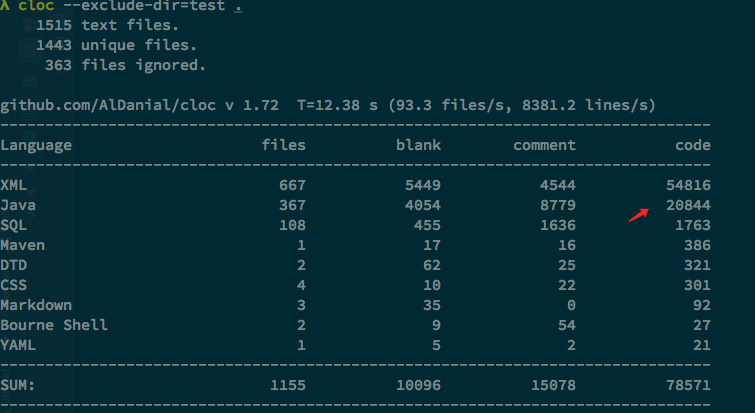 λ cloc --exclude-dir=test .
1515 text files.
1443 unique files.
363 files ignored.
github.com/AlDanial/cloc v 1.72  T=12.38 s (93.3 files/s, 8381.2 lines/s)
-------------------------------------------------------------------------------
Language                     files          blank        comment           code
-------------------------------------------------------------------------------
XML                            667           5449           4544          54816
Java                           367           4054           8779          20844
SQL                            108            455           1636           1763
Maven                            1             17             16            386
DTD                              2             62             25            321
CSS                              4             10             22            301
Markdown                         3             35              0             92
Bourne Shell                     2              9             54             27
YAML                             1              5              2             21
-------------------------------------------------------------------------------
SUM:                          1155          10096          15078          78571
-------------------------------------------------------------------------------